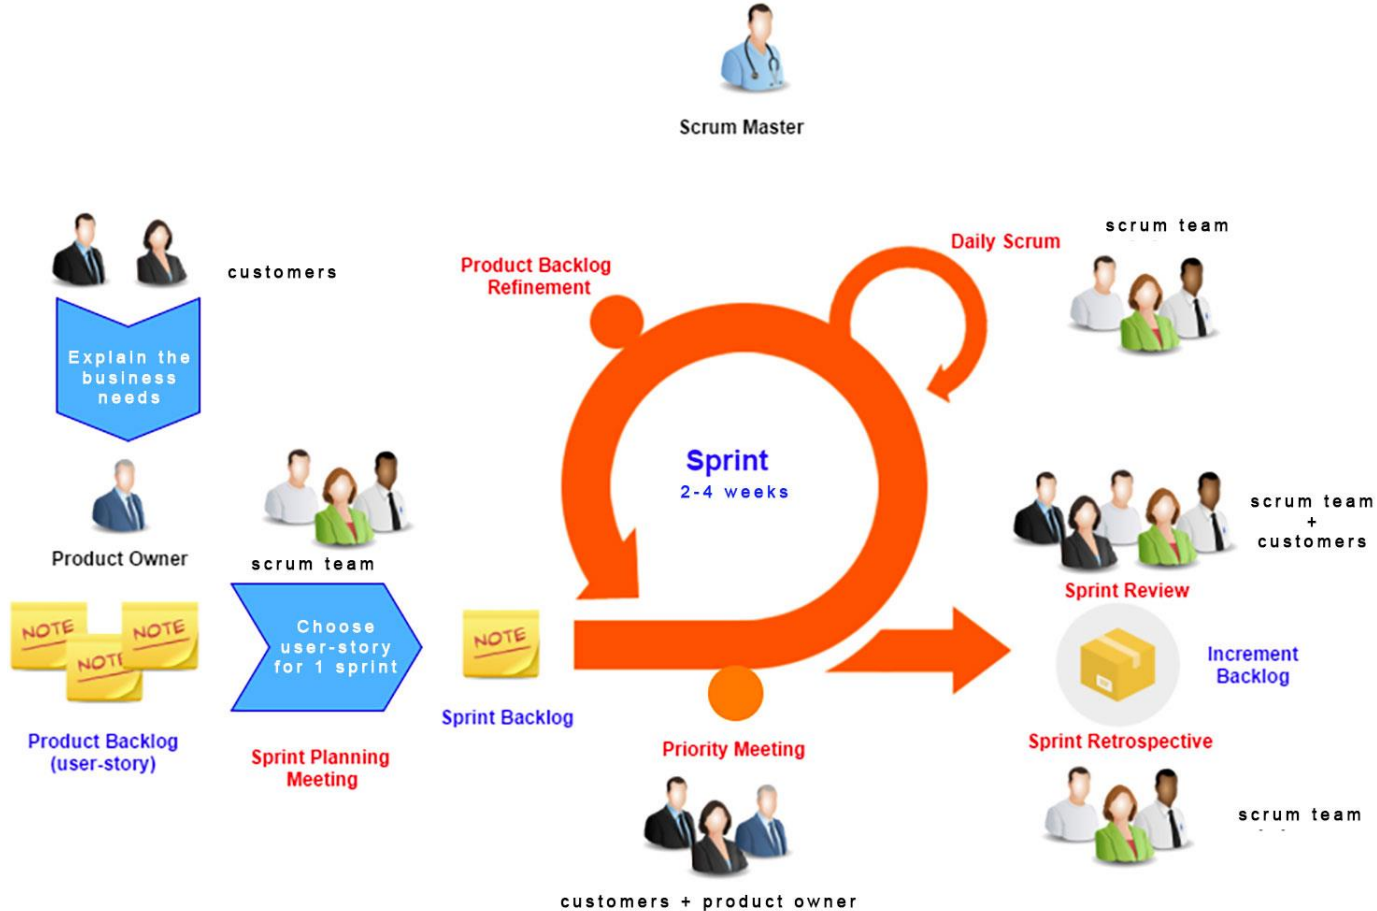 Scrum Master
customers
Explain the
business
needs
Product Owner
NOTE
NOTE
NOTE
Product Backlog
(user-story)
scrum team
Choose
user-story
for 1 sprint
Sprint Planning
Meeting
NOTE
Sprint Backlog
Product Backlog
Refinement
Sprint
2-4 weeks
Daily Scrum
scrum team
Priority Meeting
customers + product owner
scrum team
+
customers
Sprint Review
Increment
Backlog
Sprint Retrospective
scrum team